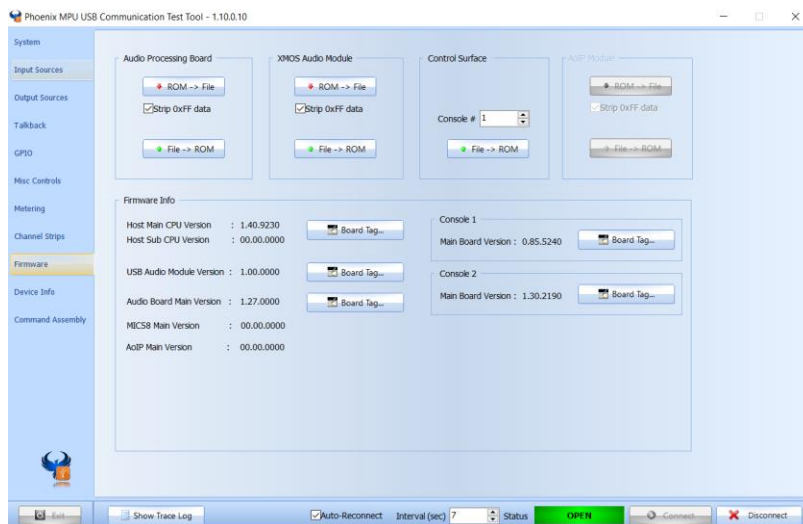 Phoenix MPU USB Communication Test Tool - 1.10.0.10
System
Input Sources
Output Sources
Talkback
GPIO
Misc Controls
Metering
Channel Strips
Firmware
Device Info
Command Assembly
Audio Processing Board
ROM -> File
Strip 0xFF data
File -> ROM
XMOS Audio Module
ROM -> File
Strip 0xFF data
File -> ROM
Control Surface
Console # 1
File -> ROM
AoIP Module
ROM -> File
Strip 0xFF data
File -> ROM
Firmware Info
Host Main CPU Version : 1.40.9230
Host Sub CPU Version : 00.00.0000
Board Tag...
USB Audio Module Version : 1.00.0000
Board Tag...
Audio Board Main Version : 1.27.0000
Board Tag...
MIC58 Main Version : 00.00.0000
AoIP Main Version : 00.00.0000
Console 1
Main Board Version : 0.85.5240
Board Tag...
Console 2
Main Board Version : 1.30.2190
Board Tag...
Exit
Show Trace Log
Auto-Reconnect
Interval (sec) 7
Status
OPEN
Connect
Disconnect